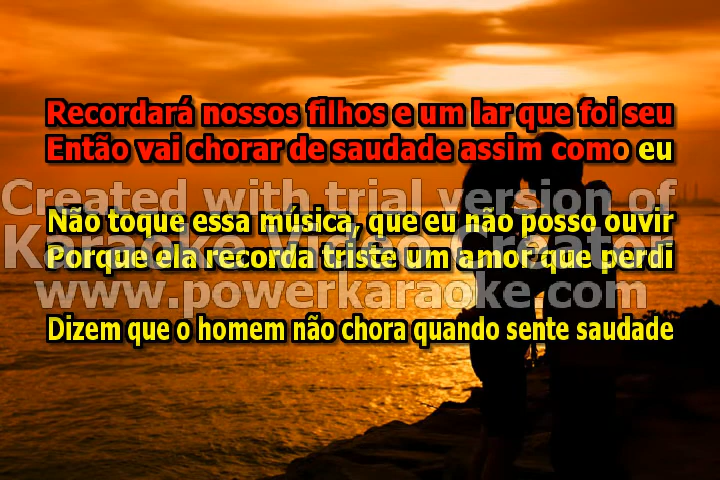 Recordará nossos filhos e um lar que foi seu
Então vai chorar de saudade assim como eu
Created with trial version of
Não toque essa música, que eu não posso ouvir
Karaoke Video Creator
Porque ela recorda triste um amor que perdi
www.powerkaraoke.com
Dizem que o homem não chora quando sente saudade